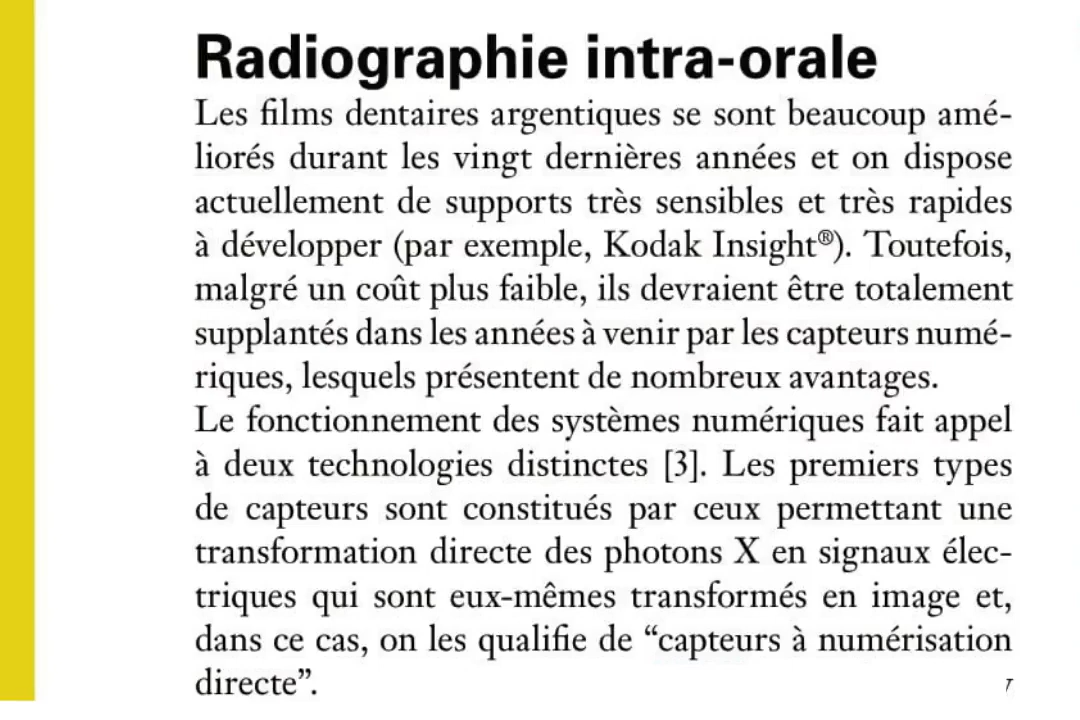 Radiographie intra-orale
Les films dentaires argentiques se sont beaucoup amé-
liorés durant les vingt dernières années et on dispose
actuellement de supports très sensibles et très rapides
à développer (par exemple, Kodak Insight®). Toutefois,
malgré un coût plus faible, ils devraient être totalement
supplantés dans les années à venir par les capteurs numé-
riques, lesquels présentent de nombreux avantages.
Le fonctionnement des systèmes numériques fait appel
à deux technologies distinctes [3]. Les premiers types
de capteurs sont constitués par ceux permettant une
transformation directe des photons X en signaux élec-
triques qui sont eux-mêmes transformés en image et,
dans ce cas, on les qualifie de “capteurs à numérisation
directe”.